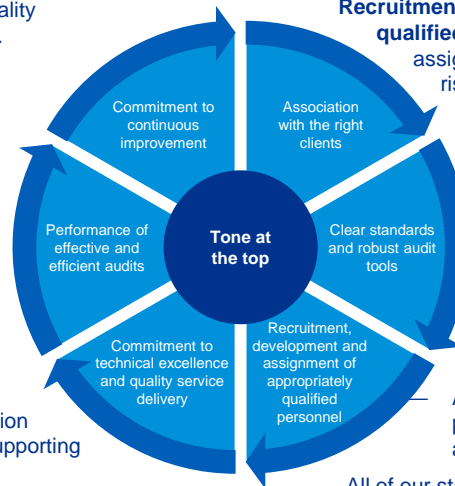 ality
Recruitment
qualified
assig
ris
Commitment to
continuous
improvement
Association
with the right
clients
Performance of
effective and
efficient audits
Tone at
the top
Clear standards
and robust audit
tools
Commitment to
technical excellence
and quality service
delivery
Recruitment,
development and
assignment of
appropriately
qualified
personnel
ion
upporting
All of our st